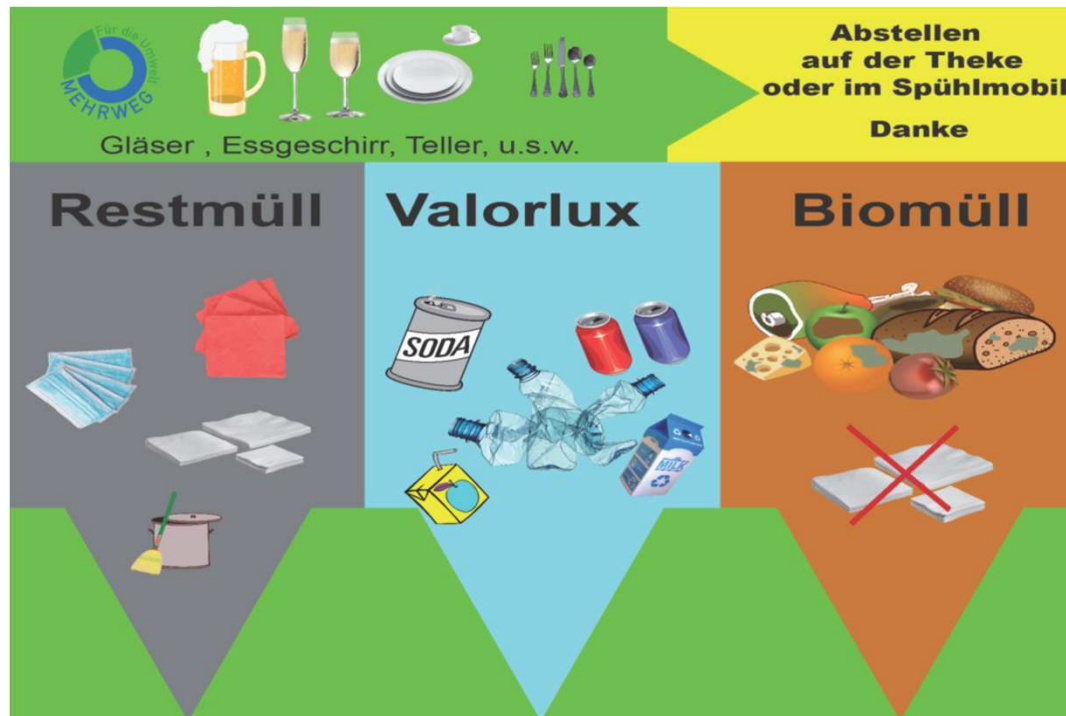 Für die Umwelt
MEHRWEG
Gläser , Essgeschirr, Teller, u.s.w.
Abstellen
auf der Theke
oder im Spühlmobil
Danke
Restmüll
Valorlux
Biomüll
SODA
MILK